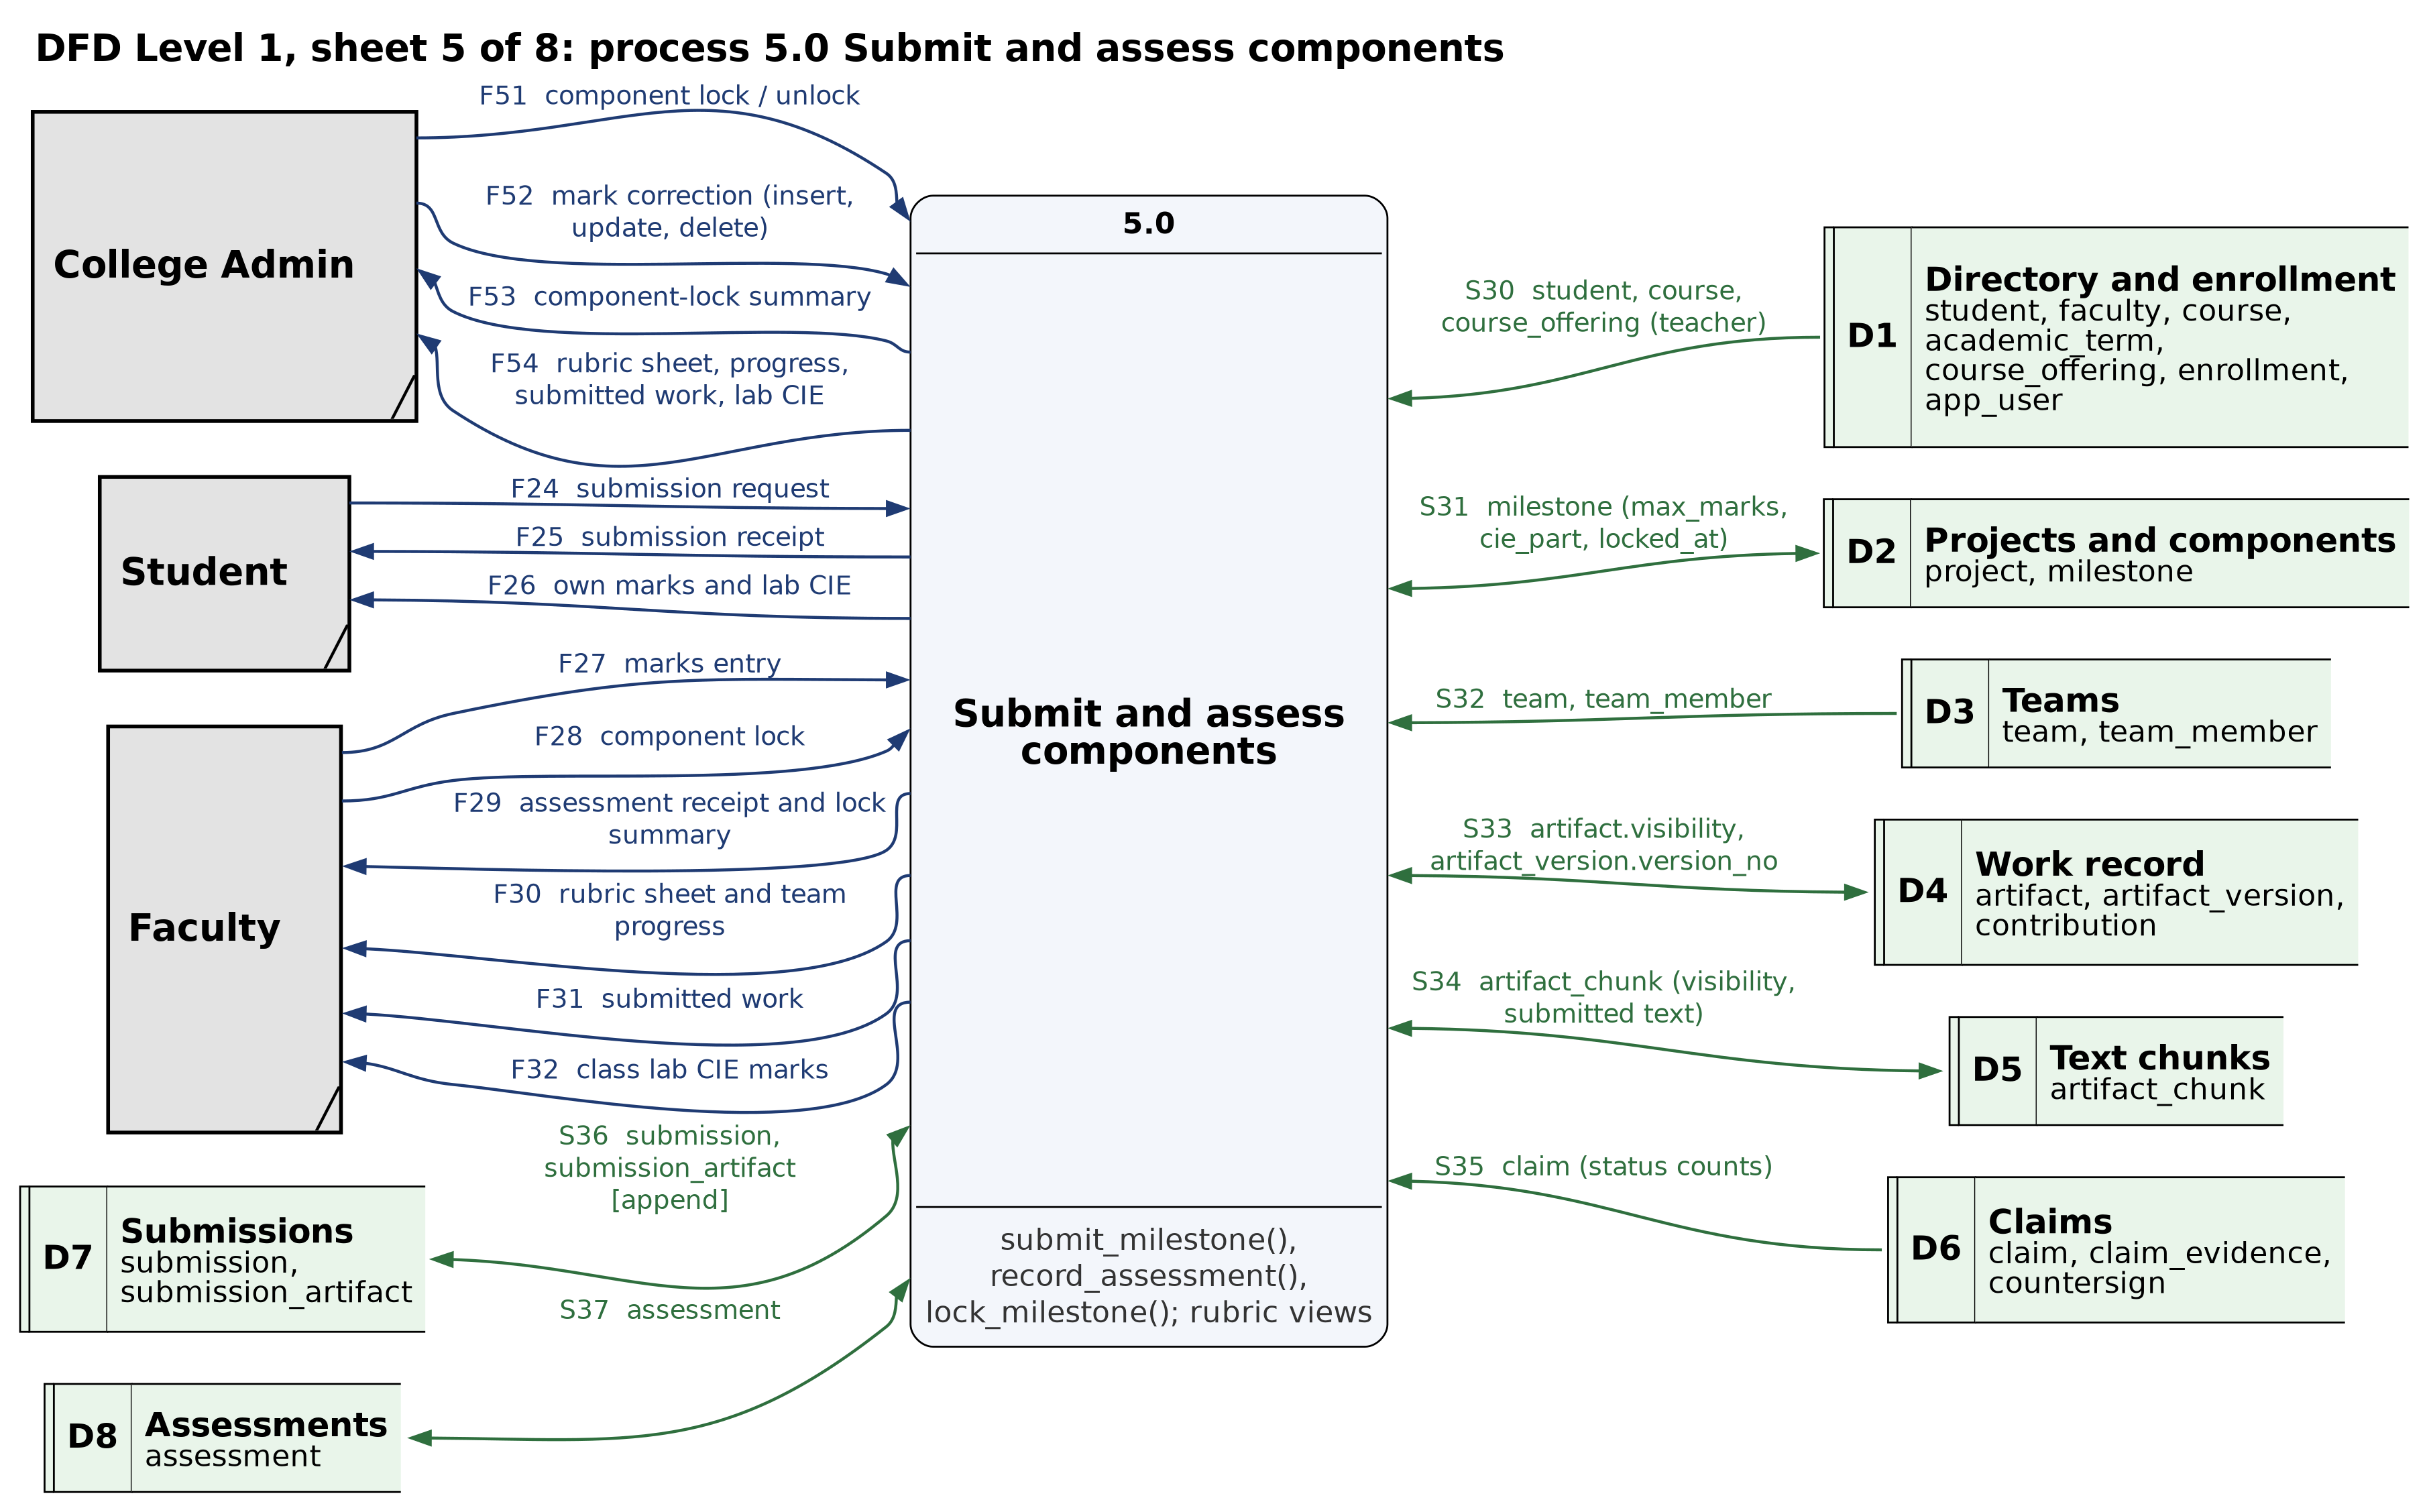 DFD Level 1, sheet 5 of 8: process 5.0 Submit and assess components
College Admin
F51  component lock / unlock
F52  mark correction (insert,
update, delete)
F53  component-lock summary
F54  rubric sheet, progress,
submitted work, lab CIE
Student
F24  submission request
F25  submission receipt
F26  own marks and lab CIE
Faculty
F27  marks entry
F28  component lock
F29  assessment receipt and lock
summary
F30  rubric sheet and team
progress
F31  submitted work
F32  class lab CIE marks
S36  submission,
submission_artifact
[append]
D7
Submissions
submission,
submission_artifact
S37  assessment
D8
Assessments
assessment
5.0
Submit and assess
components
submit_milestone(),
record_assessment(),
lock_milestone(); rubric views
S30  student, course,
course_offering (teacher)
D1
Directory and enrollment
student, faculty, course,
academic_term,
course_offering, enrollment,
app_user
S31  milestone (max_marks,
cie_part, locked_at)
D2
Projects and components
project, milestone
S32  team, team_member
D3
Teams
team, team_member
S33  artifact.visibility,
artifact_version.version_no
D4
Work record
artifact, artifact_version,
contribution
S34  artifact_chunk (visibility,
submitted text)
D5
Text chunks
artifact_chunk
S35  claim (status counts)
D6
Claims
claim, claim_evidence,
countersign